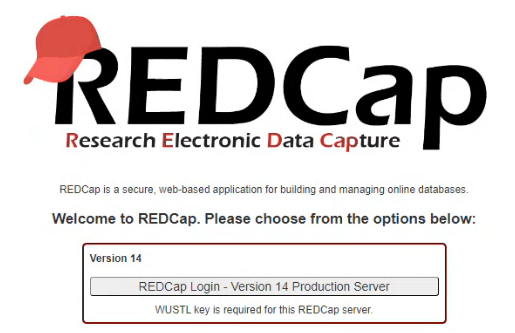 REDCap
Research Electronic Data Capture
REDCap is a secure, web-based application for building and managing online databases.
Welcome to REDCap. Please choose from the options below:
Version 14
REDCap Login - Version 14 Production Server
WUSTL key is required for this REDCap server.